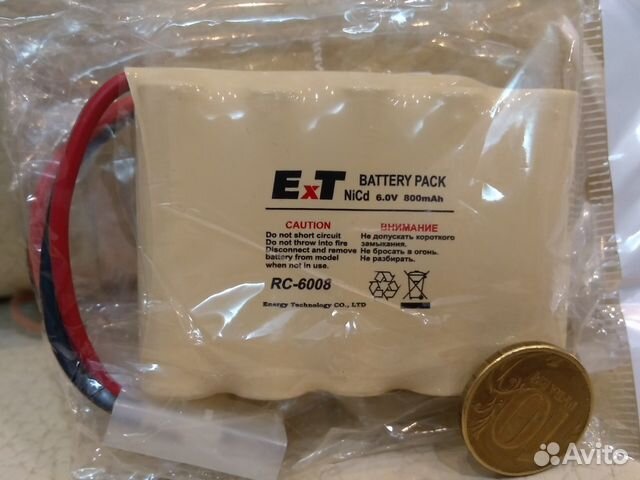 ExT BATTERY PACK
NiCd 6.0V 800mAh
CAUTION
Do not short circuit
Do not throw into fire
Disconnect and remove
battery from model
when not in use.
ВНИМАНИЕ
Не допускать короткого
замыкания.
Не бросать в огонь.
Не разбирать.
RC-6008
Energy Technology CO., LTD
10
Avito